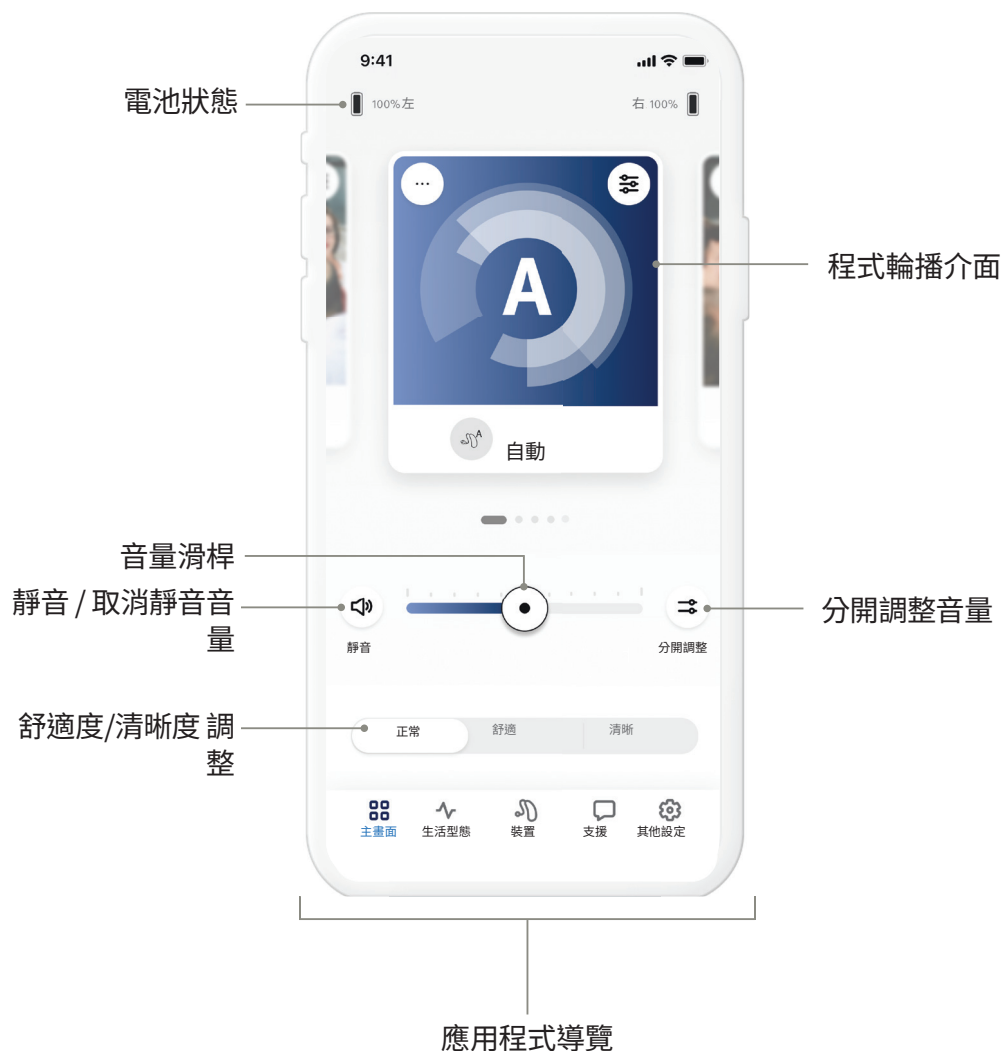 9:41
電池狀態
100%左
右 100%
...
A
程式輪播介面
A
自動
音量滑桿
靜音 / 取消靜音音
量
靜音
分開調整音量
分開調整
舒適度/清晰度 調
整
正常
舒適
清晰
主畫面
生活型態
裝置
支援
其他設定
應用程式導覽